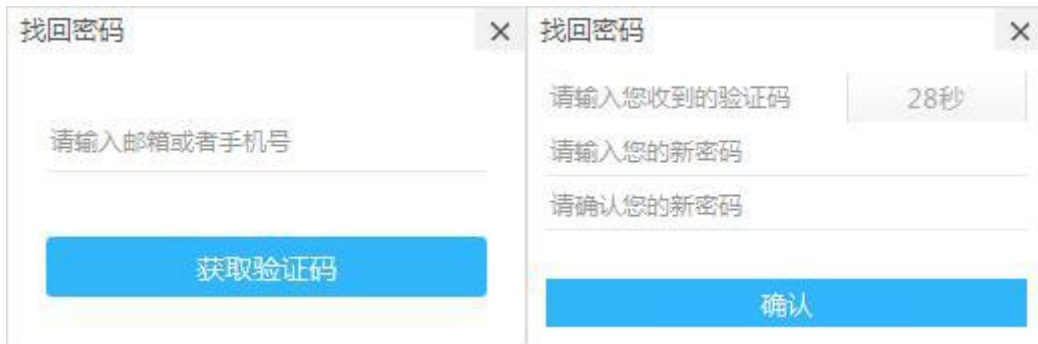 找回密码
请输入邮箱或者手机号
获取验证码
找回密码
请输入您收到的验证码 28秒
请输入您的新密码
请确认您的新密码
确认